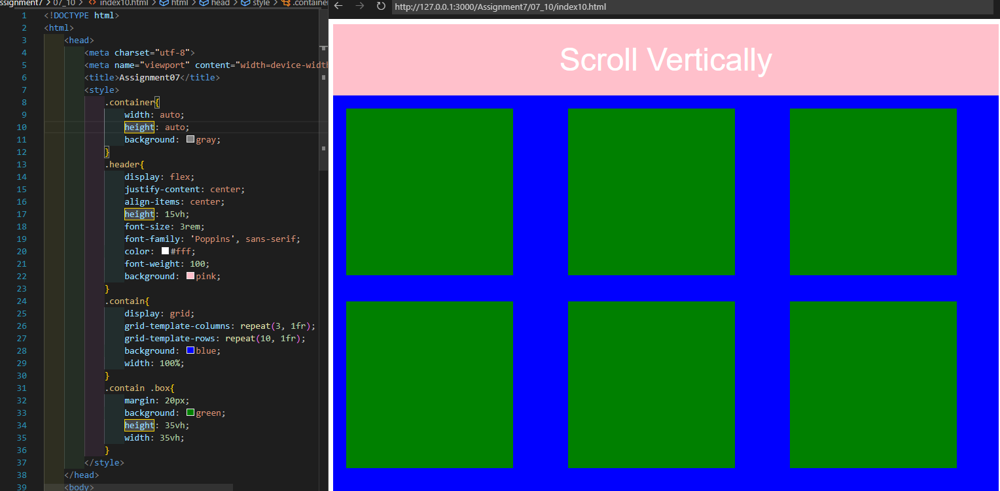 ssignment7 > 07_10 > <> index10.html > html > head > style > .container
http://127.0.0.1:3000/Assignment7/07_10/index10.html
1 <!DOCTYPE html>
2 <html>
3 <head>
4 <meta charset="utf-8">
5 <meta name="viewport" content="width=device-width
6 <title>Assignment07</title>
7 <style>
8 .container{
9 width: auto;
10 height: auto;
11 background: gray;
12 }
13 .header{
14 display: flex;
15 justify-content: center;
16 align-items: center;
17 height: 15vh;
18 font-size: 3rem;
19 font-family: 'Poppins', sans-serif;
20 color: #fff;
21 font-weight: 100;
22 background: pink;
23 }
24 .contain{
25 display: grid;
26 grid-template-columns: repeat(3, 1fr);
27 grid-template-rows: repeat(10, 1fr);
28 background: blue;
29 width: 100%;
30 }
31 .contain .box{
32 margin: 20px;
33 background: green;
34 height: 35vh;
35 width: 35vh;
36 }
37 </style>
38 </head>
39 <body>
Scroll Vertically